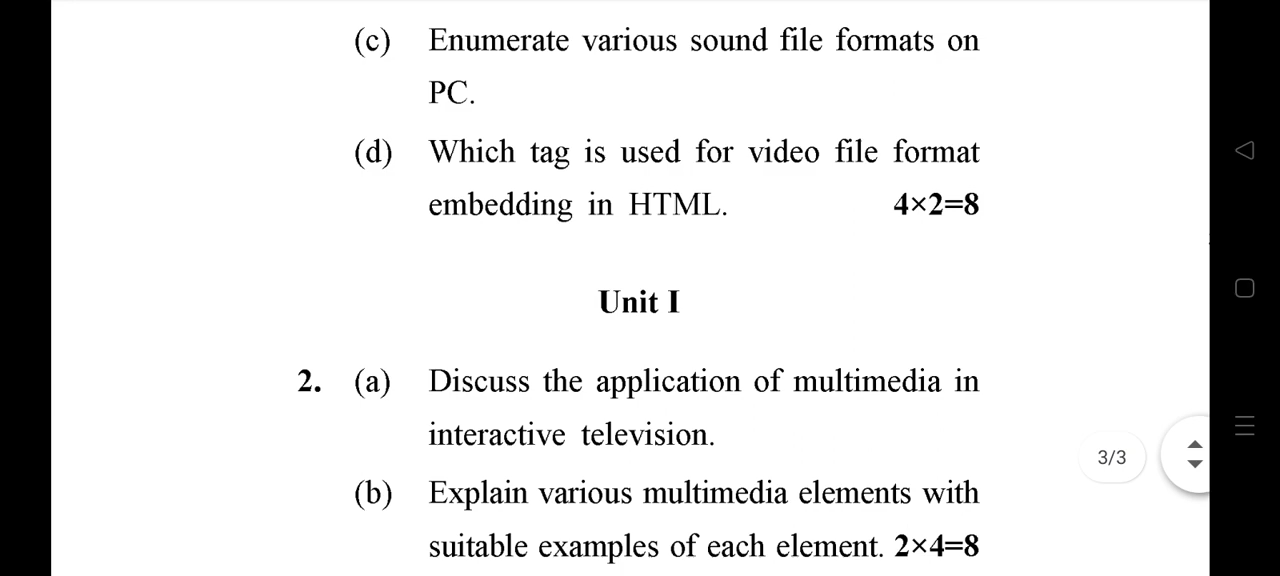 (c) Enumerate various sound file formats on
PC.
(d) Which tag is used for video file format
embedding in HTML. 4×2=8
Unit I
2. (a) Discuss the application of multimedia in
interactive television.
3/3
(b) Explain various multimedia elements with
suitable examples of each element. 2×4=8